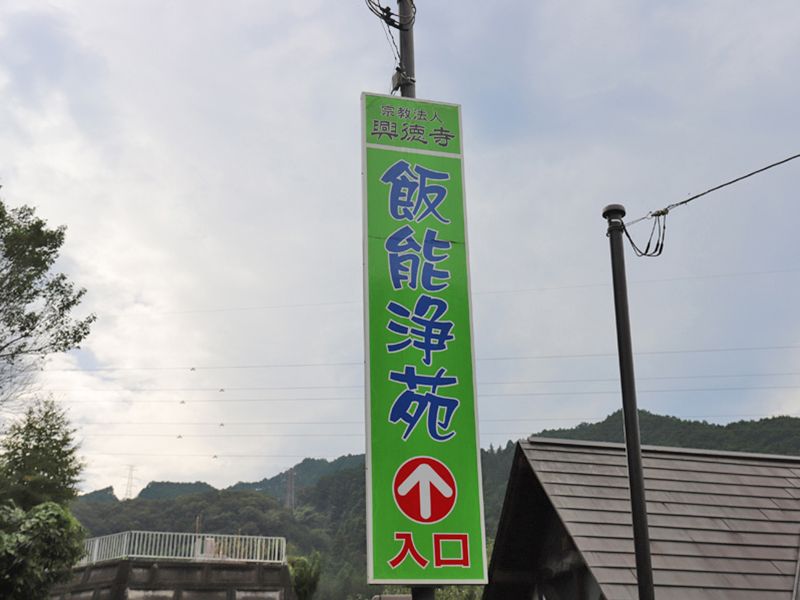 宗教法人
興徳寺
飯能浄苑
入口